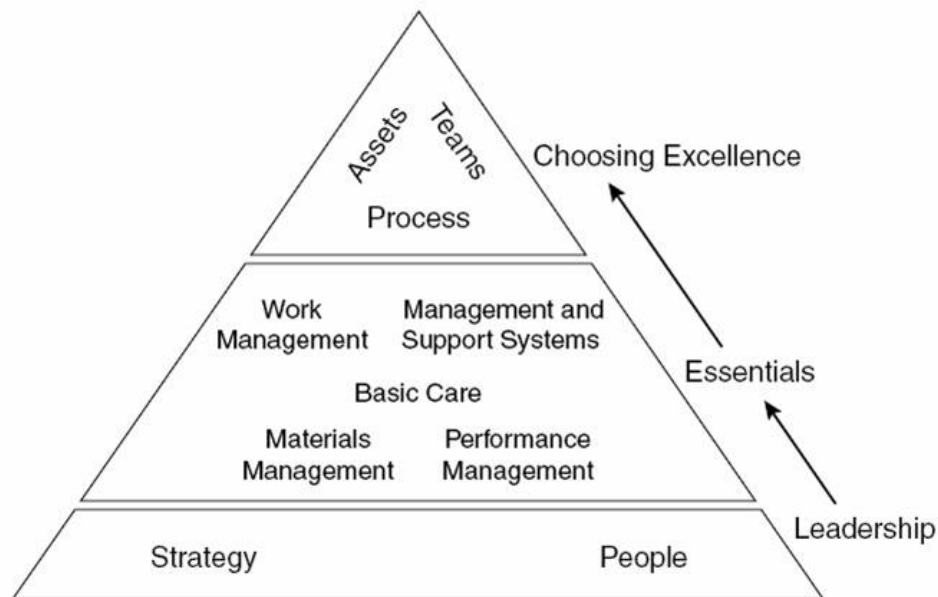 Assets
Teams
Process
Choosing Excellence
Work
Management
Management and
Support Systems
Essentials
Basic Care
Materials
Management
Performance
Management
Leadership
Strategy
People